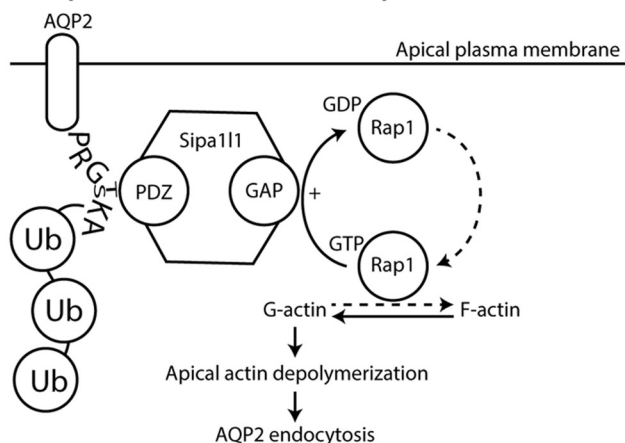 AQP2
Apical plasma membrane
PRGSKA
Sipa1l1
PDZ
GAP
+
GDP
Rap1
GTP
Rap1
Ub
Ub
Ub
G-actin
F-actin
Apical actin depolymerization
AQP2 endocytosis